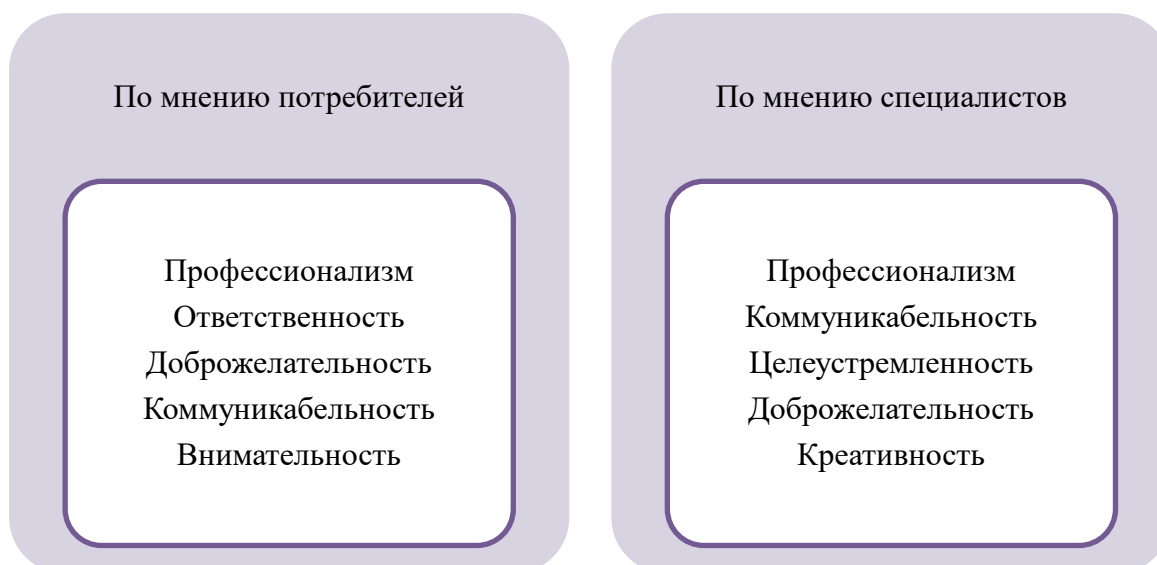 По мнению потребителей
Профессионализм
Ответственность
Доброжелательность
Коммуникабельность
Внимательность
По мнению специалистов
Профессионализм
Коммуникабельность
Целеустремленность
Доброжелательность
Креативность